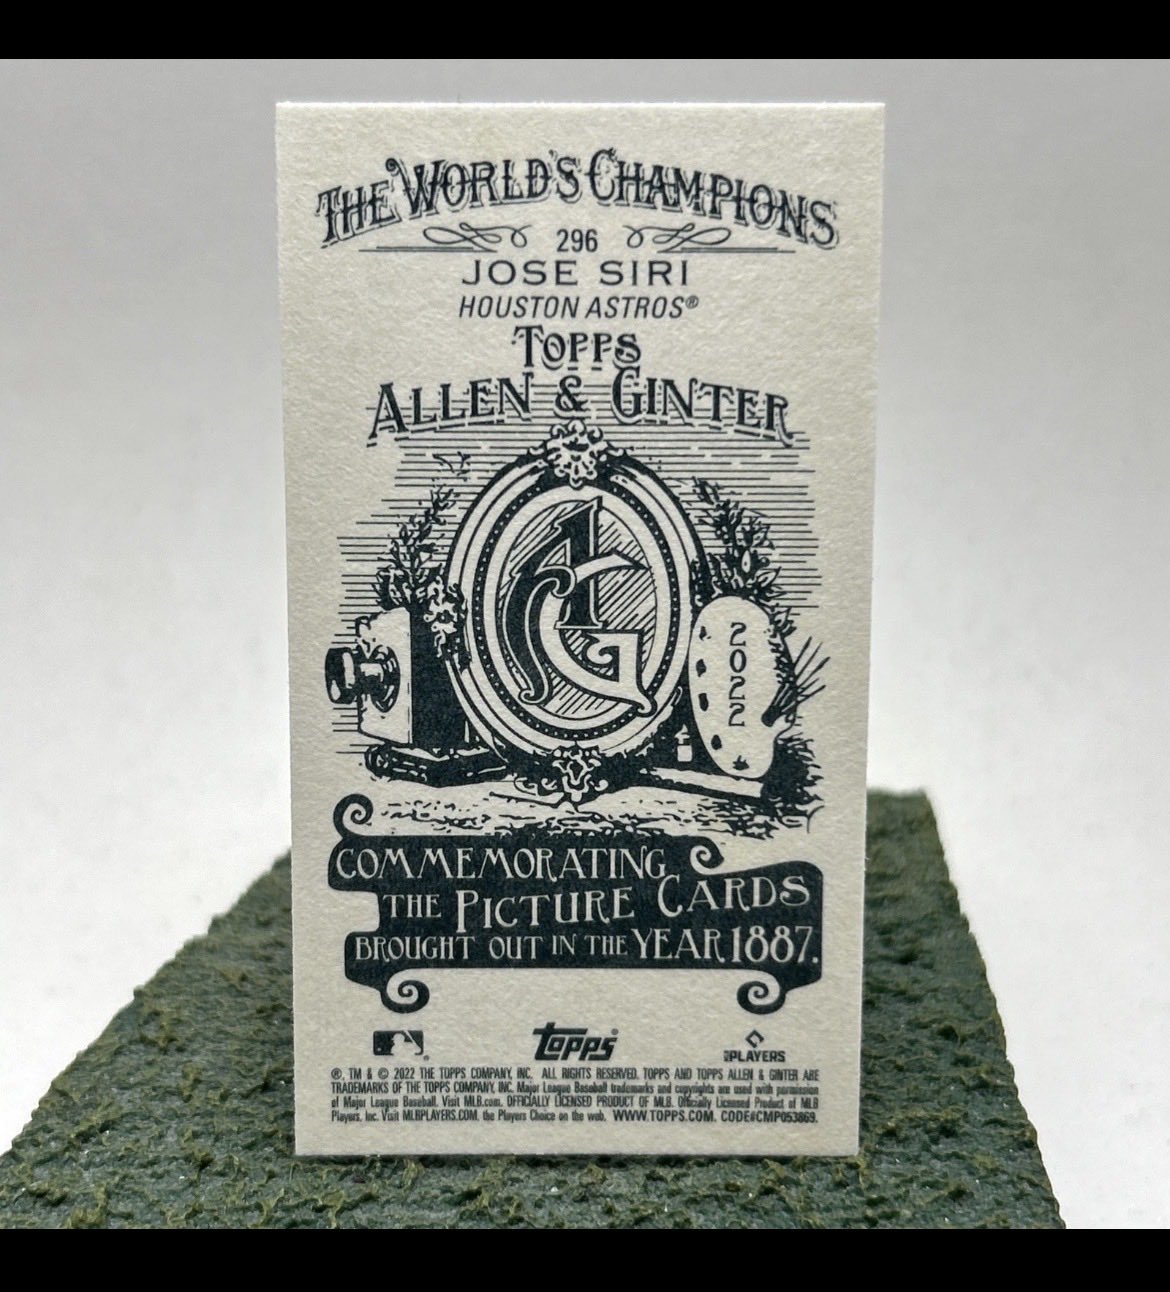 THE WORLD'S CHAMPIONS
296
JOSE SIRI
HOUSTON ASTROS®
TOPPS
ALLEN & GINTER
AG
2022
COMMEMORATING
THE PICTURE CARDS
BROUGHT OUT IN THE YEAR 1887.
topps
PLAYERS
®, TM & © 2022 THE TOPPS COMPANY, INC. ALL RIGHTS RESERVED. TOPPS AND TOPPS ALLEN & GINTER ARE
TRADEMARKS OF THE TOPPS COMPANY, INC. Major League Baseball trademarks and copyrights are used with permission
of Major League Baseball. Visit MLB.com. OFFICIALLY LICENSED PRODUCT OF MLB. Officially Licensed Product of MLB
Players, Inc. Visit MLBPLAYERS.COM, the Players Choice on the web. WWW.TOPPS.COM. CODE#CMP053869.